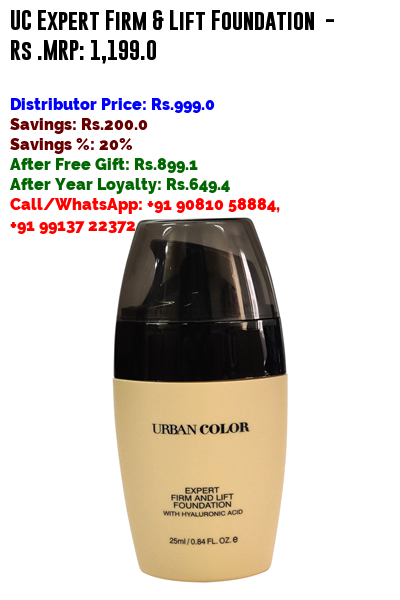 UC Expert Firm & Lift Foundation -
Rs .MRP: 1,199.0
Distributor Price: Rs.999.0
Savings: Rs.200.0
Savings %: 20%
After Free Gift: Rs.899.1
After Year Loyalty: Rs.649.4
Call/WhatsApp: +91 90810 58884,
+91 99137 22372
URBAN COLOR
EXPERT
FIRM AND LIFT
FOUNDATION
WITH HYALURONIC ACID
25ml / 0.84 FL. OZ. e